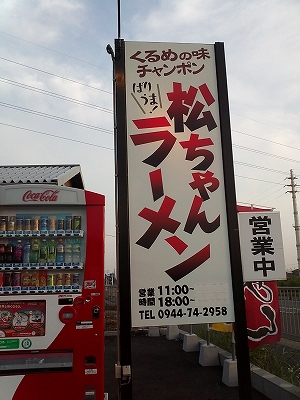 くるめの味
チャンポン
ばり
うま!
松ちゃん
ラーメン
営業 11:00~
時間 18:00~
TEL 0944-74-2958
営業中
Coca-Cola